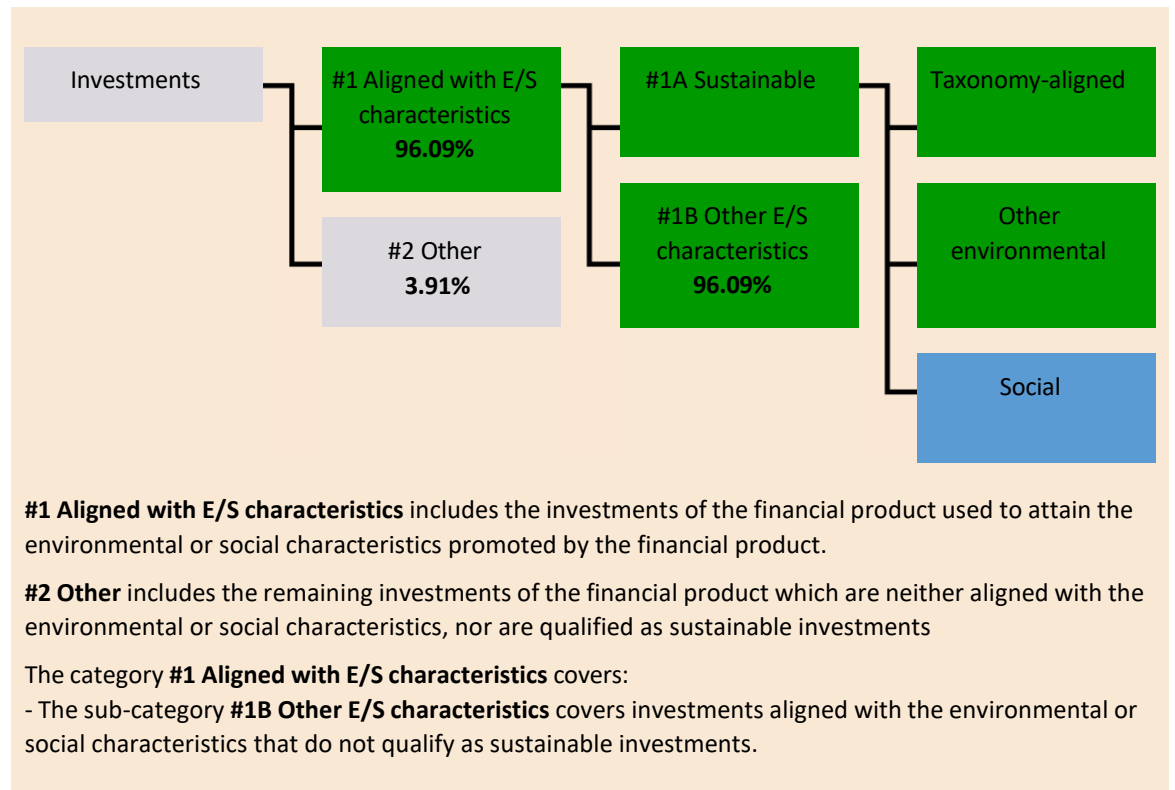 Investments
#1 Aligned with E/S
characteristics
96.09%
#2 Other
3.91%
#1A Sustainable
#1B Other E/S
characteristics
96.09%
Taxonomy-aligned
Other
environmental
Social
#1 Aligned with E/S characteristics includes the investments of the financial product used to attain the
environmental or social characteristics promoted by the financial product.
#2 Other includes the remaining investments of the financial product which are neither aligned with the
environmental or social characteristics, nor are qualified as sustainable investments
The category #1 Aligned with E/S characteristics covers:
- The sub-category #1B Other E/S characteristics covers investments aligned with the environmental or
social characteristics that do not qualify as sustainable investments.